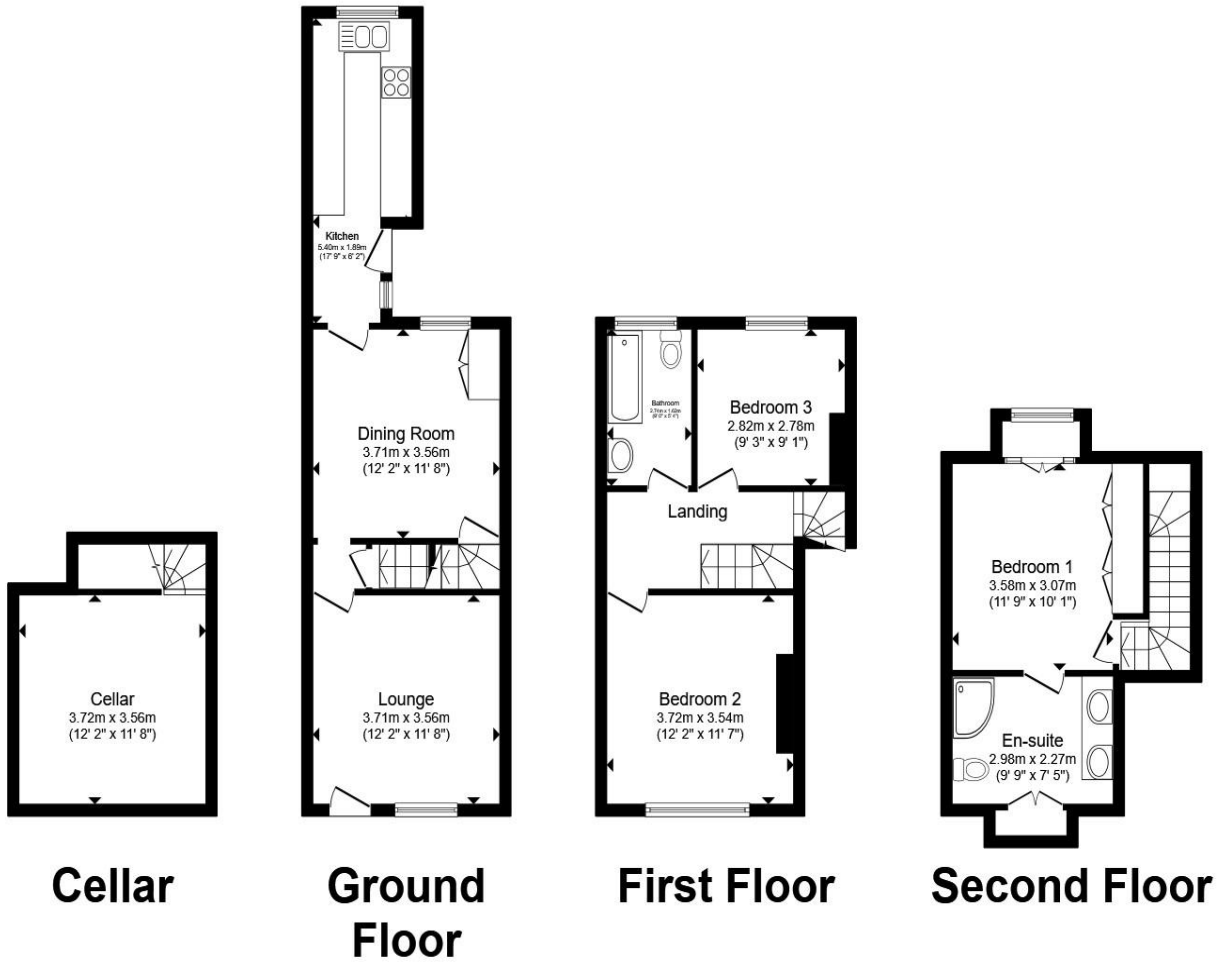 Kitchen
5.40m x 1.89m
(17' 9" x 6' 2")
Dining Room
3.71m x 3.56m
(12' 2" x 11' 8")
Lounge
3.71m x 3.56m
(12' 2" x 11' 8")
Cellar
3.72m x 3.56m
(12' 2" x 11' 8")
Bathroom
Bedroom 3
2.82m x 2.78m
(9' 3" x 9' 1")
Landing
Bedroom 2
3.72m x 3.54m
(12' 2" x 11' 7")
Bedroom 1
3.58m x 3.07m
(11' 9" x 10' 1")
En-suite
2.98m x 2.27m
(9' 9" x 7' 5")
Cellar
Ground
Floor
First Floor
Second Floor